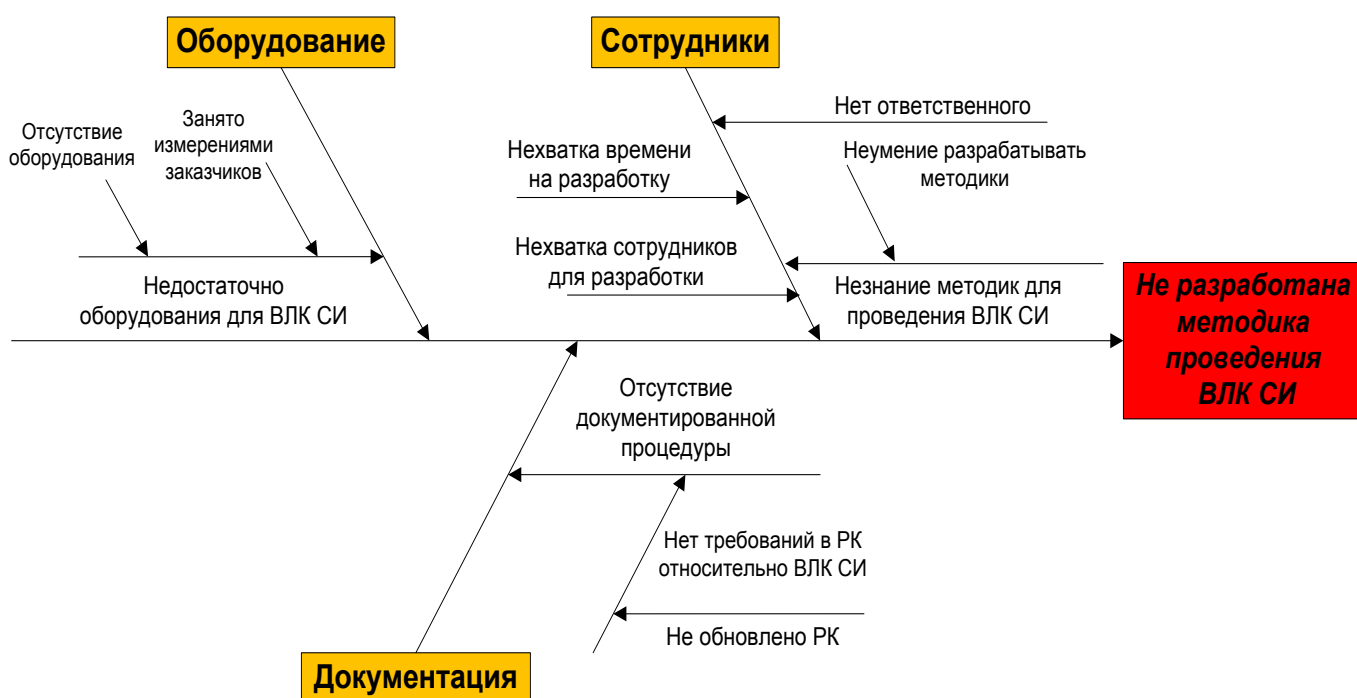 Оборудование
Сотрудники
Отсутствие
оборудования
Занято
измерениями
заказчиков
Недостаточно
оборудования для ВЛК СИ
Нет ответственного
Нехватка времени
на разработку
Неумение разрабатывать
методики
Нехватка сотрудников
для разработки
Незнание методик для
проведения ВЛК СИ
Не разработана
методика
проведения
ВЛК СИ
Отсутствие
документированной
процедуры
Нет требований в РК
относительно ВЛК СИ
Не обновлено РК
Документация